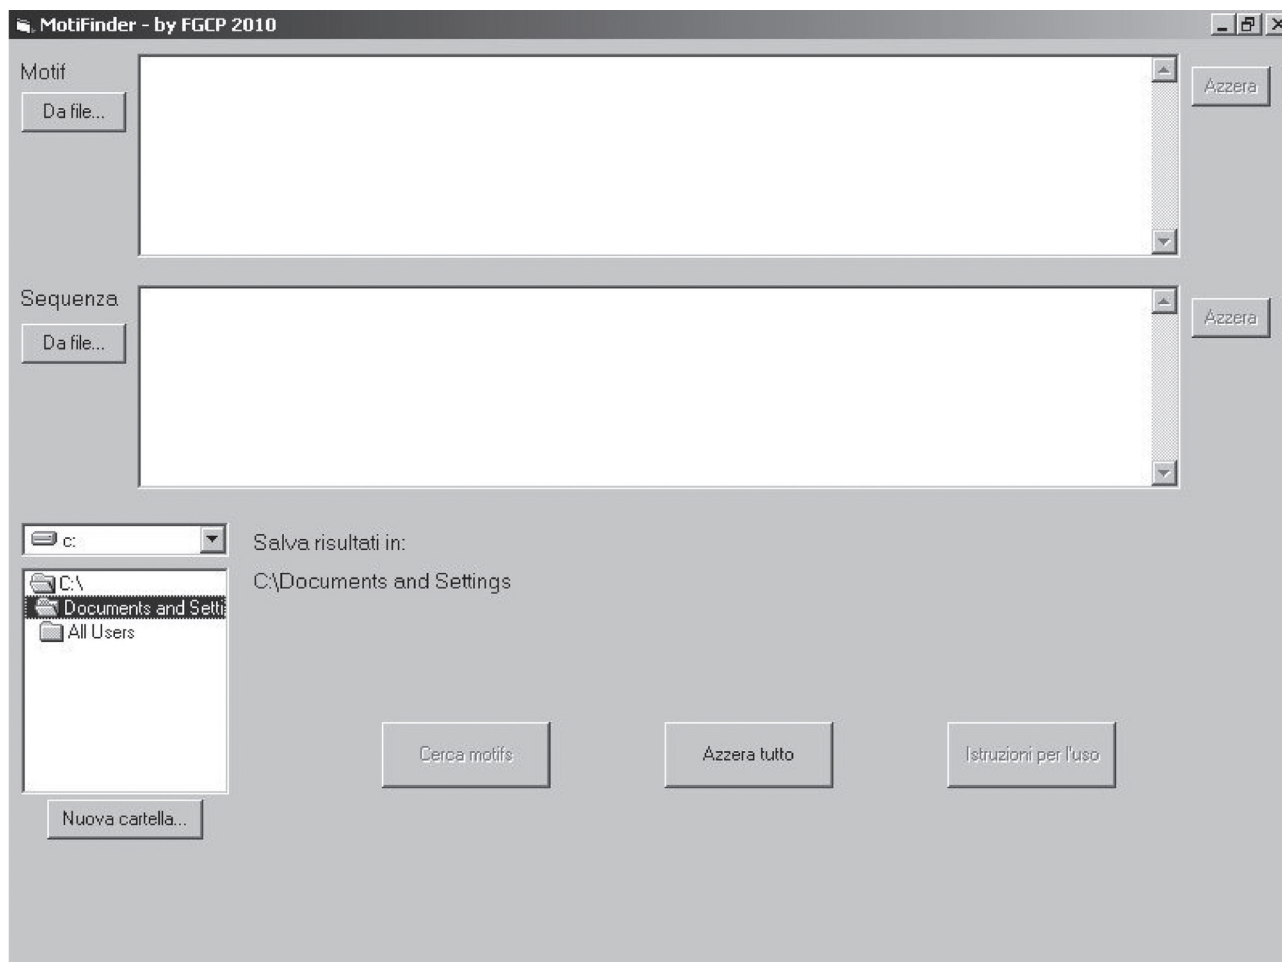 MotiFinder - by FGCP 2010
Motif
Da file...
Azzera
Sequenza
Da file...
Azzera
c:
Salva risultati in:
C:\
C:\Documents and Settings
Documents and Setti
All Users
Cerca motifs
Azzera tutto
Istruzioni per l'uso
Nuova cartella...